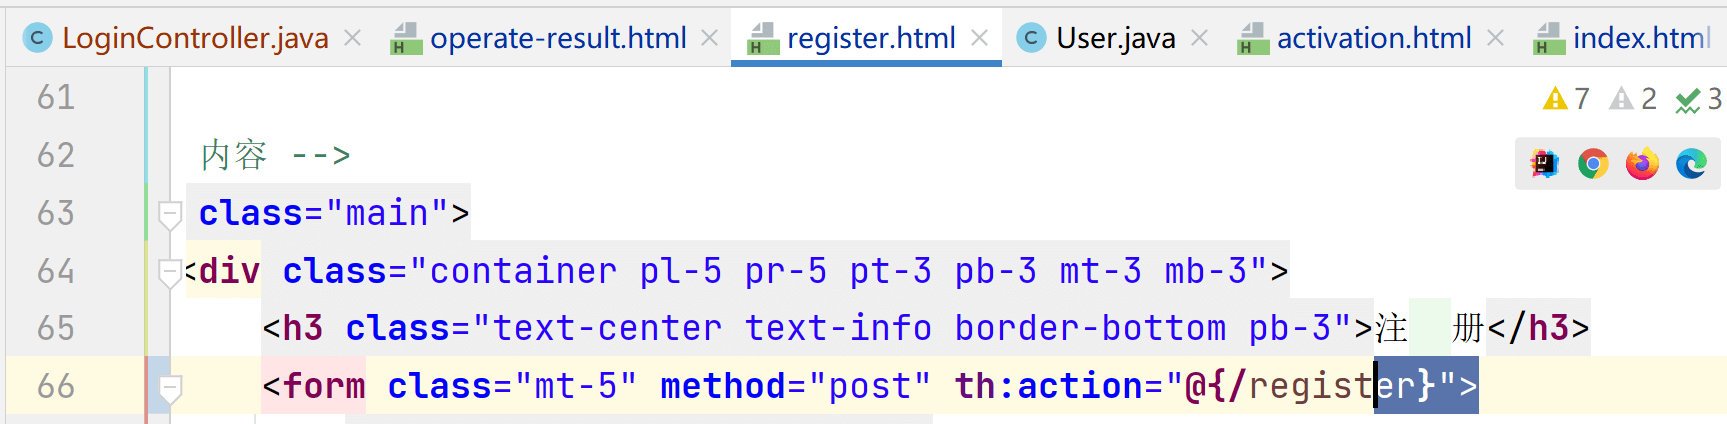 LoginController.java operate-result.html register.html User.java activation.html index.html
61 7 2 3
62 内容 -->
63 class="main">
64 <div class="container pl-5 pr-5 pt-3 pb-3 mt-3 mb-3">
65 <h3 class="text-center text-info border-bottom pb-3">注  册</h3>
66 <form class="mt-5" method="post" th:action="@{/register}">